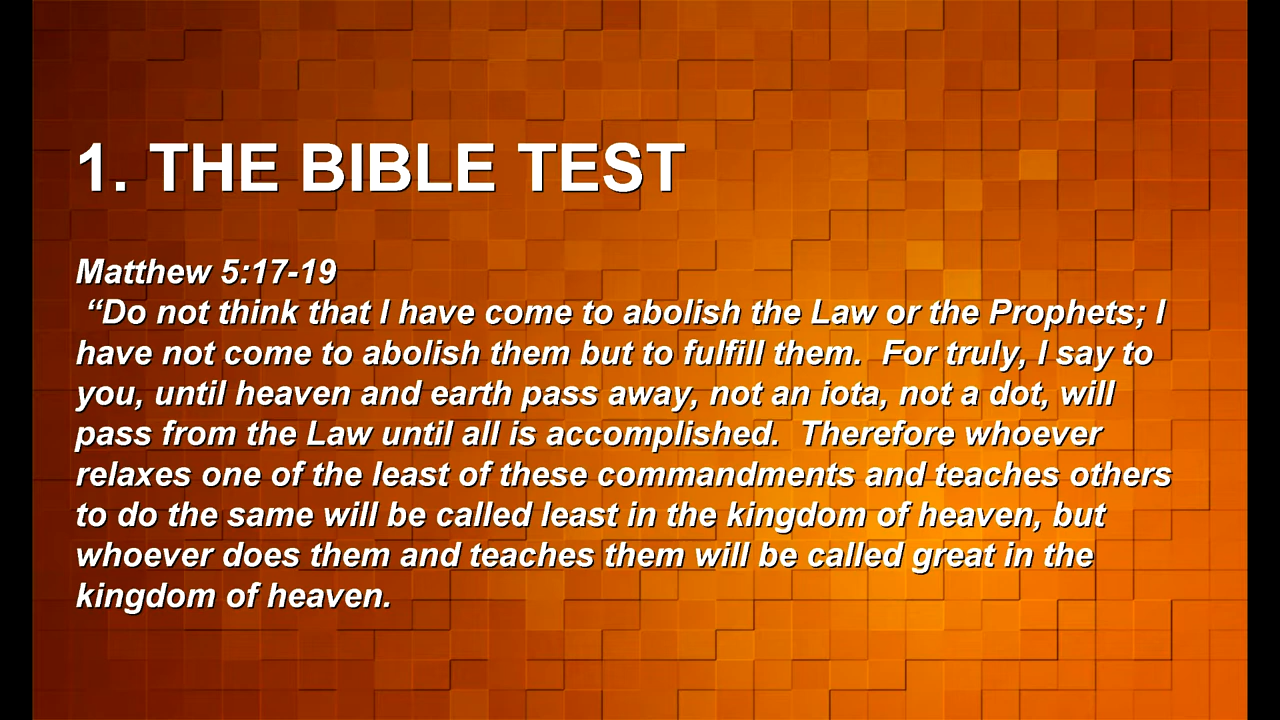 1. THE BIBLE TEST
Matthew 5:17-19
“Do not think that I have come to abolish the Law or the Prophets; I
have not come to abolish them but to fulfill them.  For truly, I say to
you, until heaven and earth pass away, not an iota, not a dot, will
pass from the Law until all is accomplished.  Therefore whoever
relaxes one of the least of these commandments and teaches others
to do the same will be called least in the kingdom of heaven, but
whoever does them and teaches them will be called great in the
kingdom of heaven.